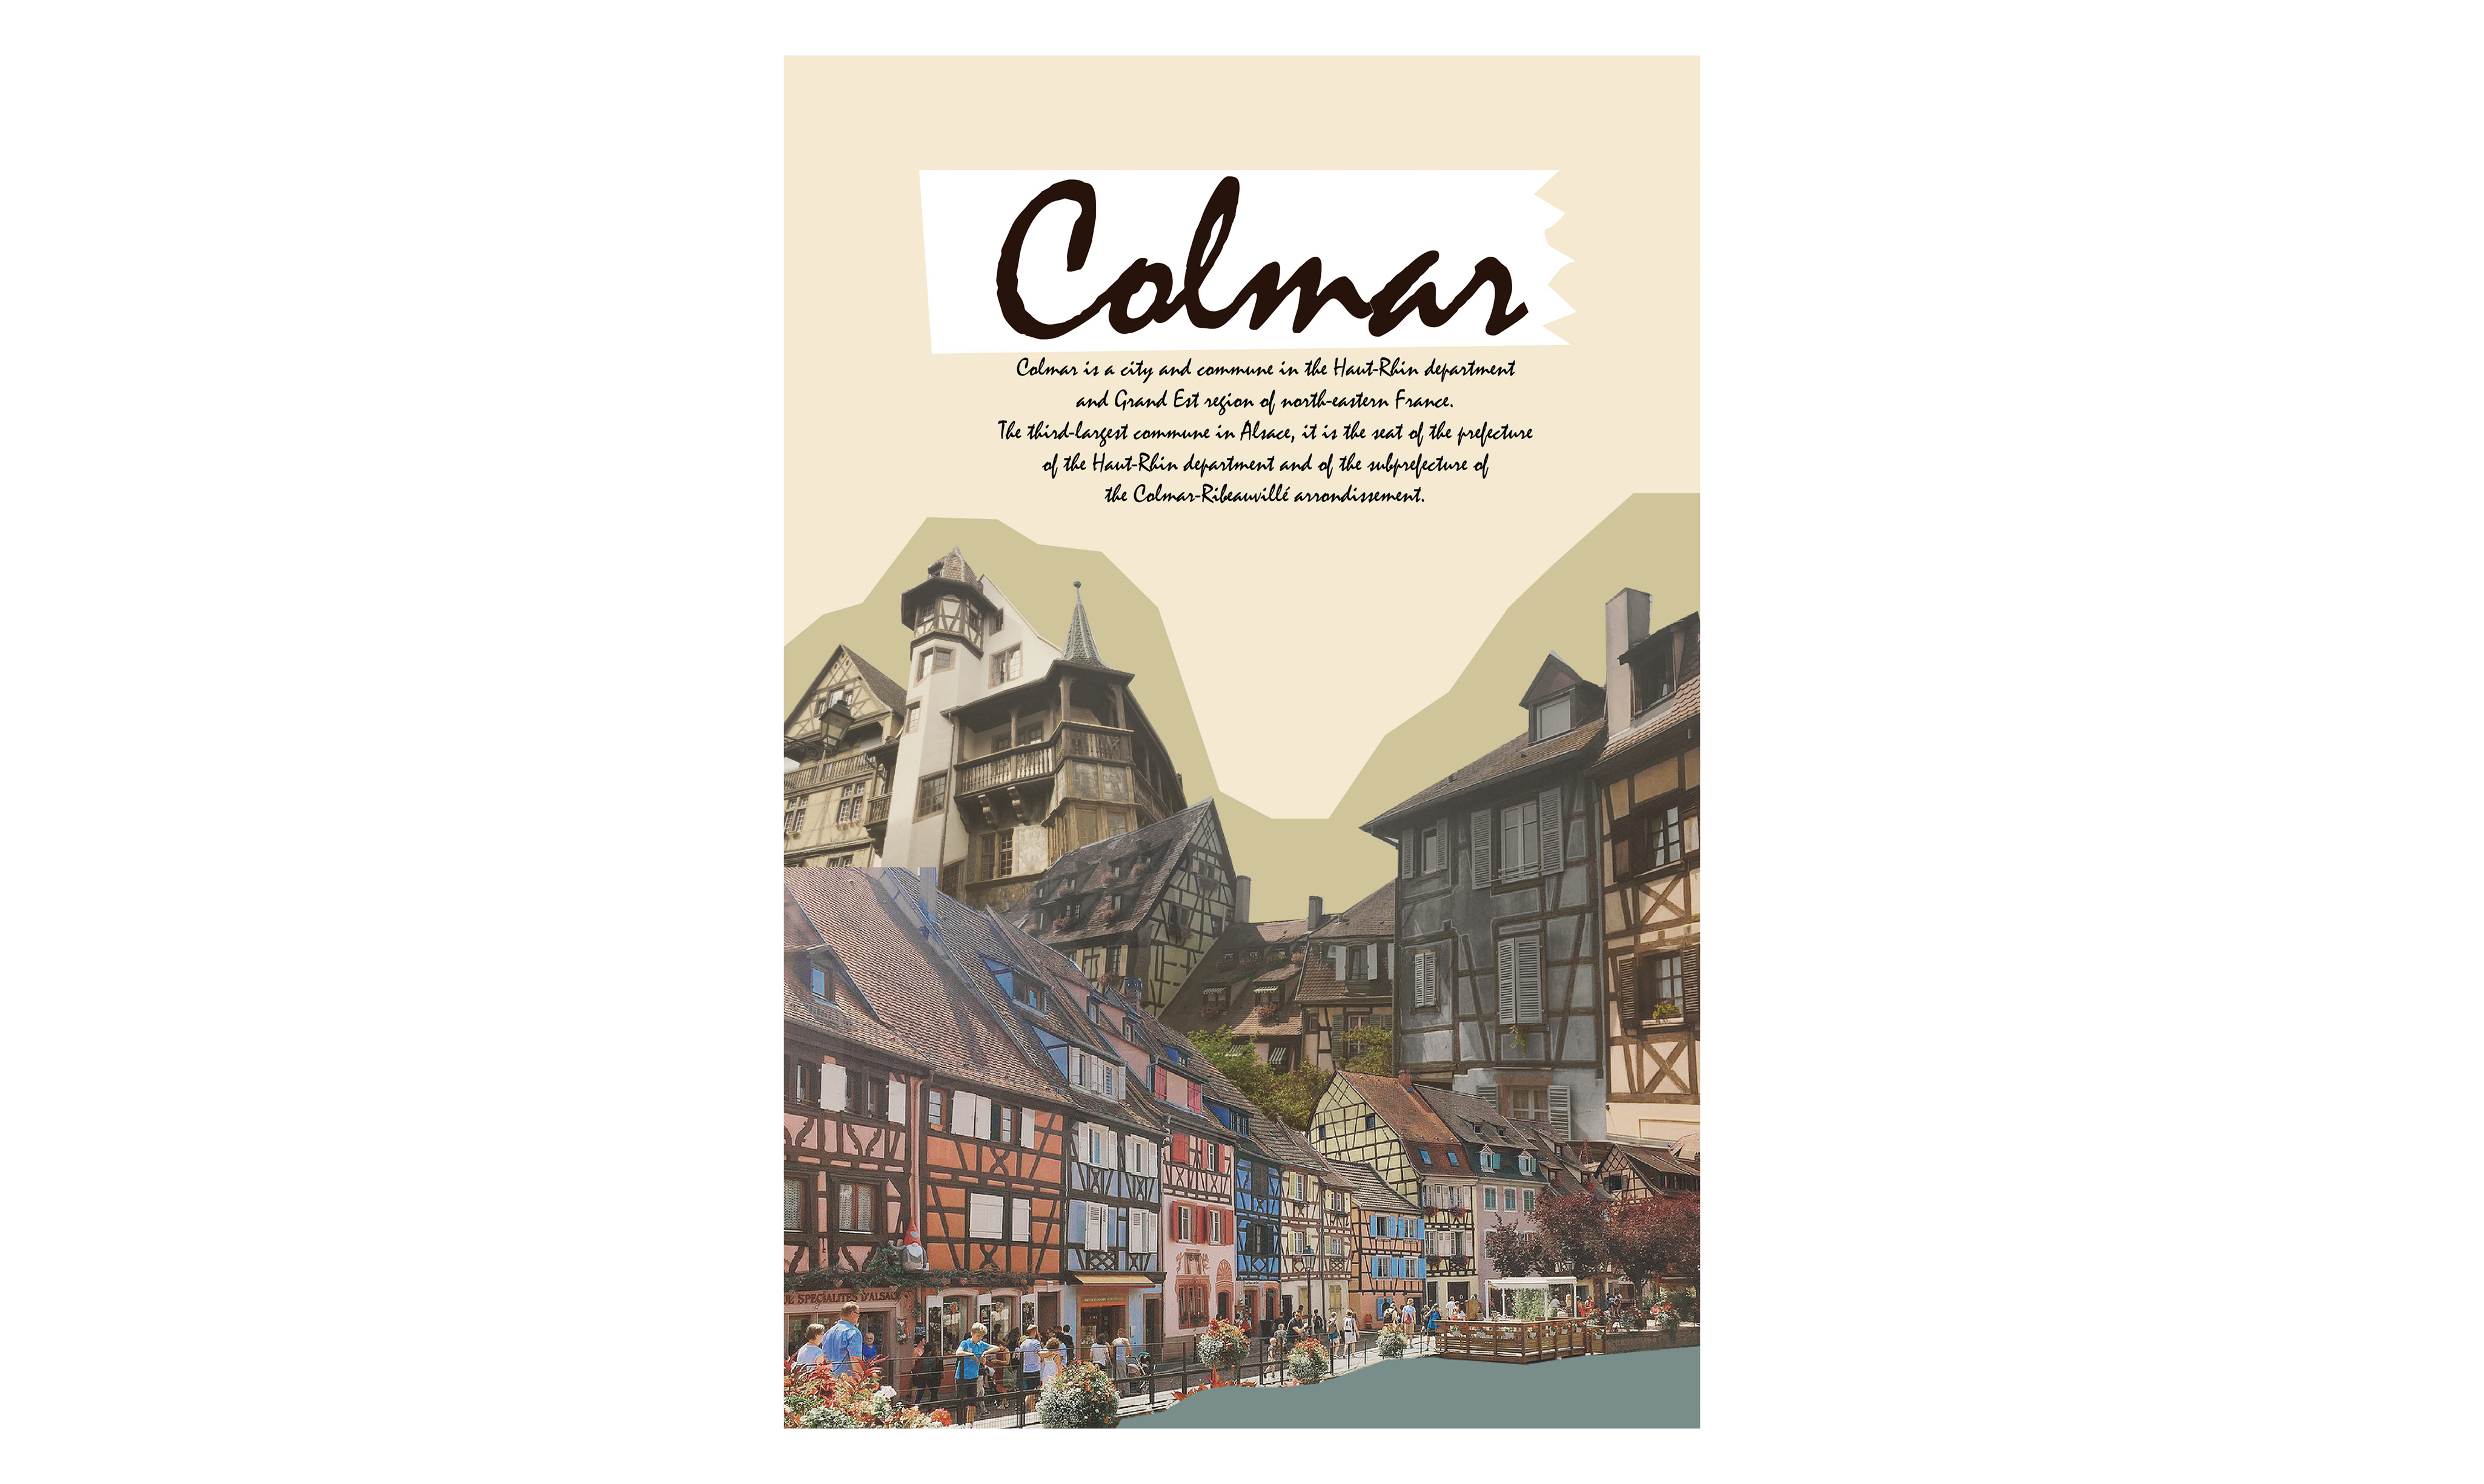 Colmar
Colmar is a city and commune in the Haut-Rhin department
and Grand Est region of north-eastern France.
The third-largest commune in Alsace, it is the seat of the prefecture
of the Haut-Rhin department and of the subprefecture of
the Colmar-Ribeauvillé arrondissement.
SPECIALITES D'ALSACE